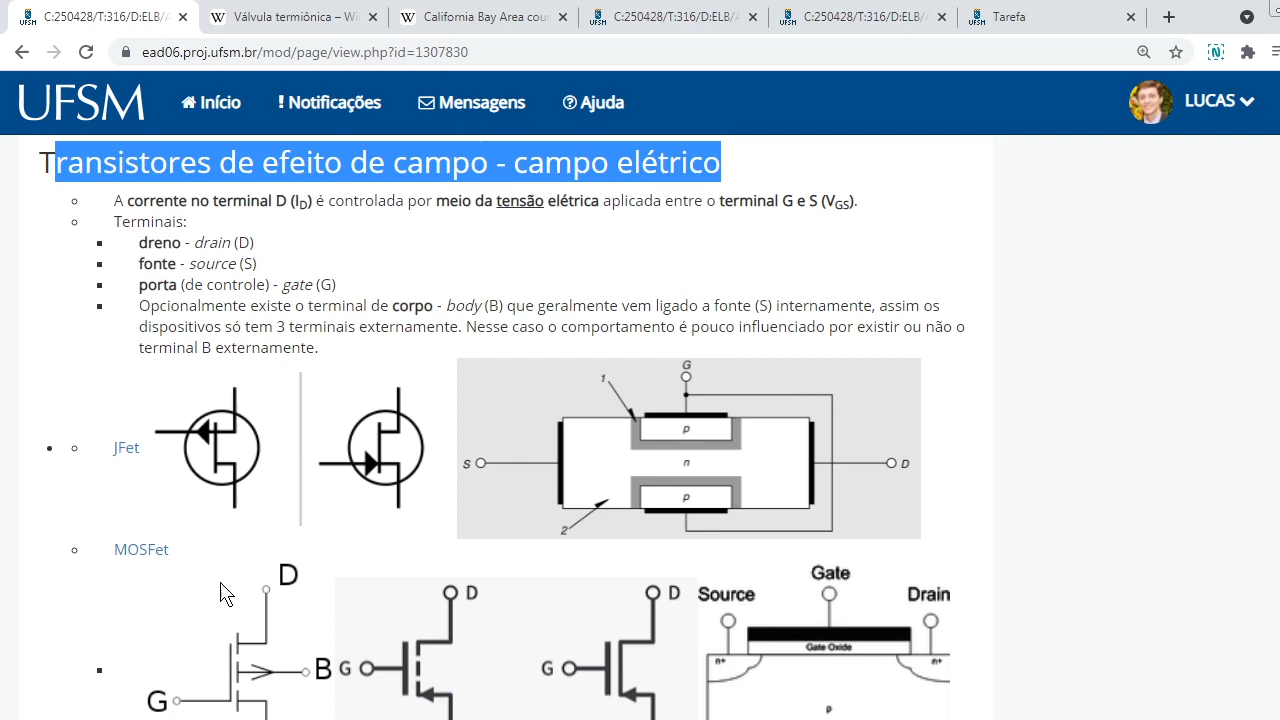 C:250428/T:316/D:ELB/A
Válvula termiônica – Wi
California Bay Area cour
C:250428/T:316/D:ELB/A
C:250428/T:316/D:ELB/A
Tarefa
ead06.proj.ufsm.br/mod/page/view.php?id=1307830
UFSM Início Notificações Mensagens Ajuda LUCAS
Transistores de efeito de campo - campo elétrico
A corrente no terminal D (ID) é controlada por meio da tensão elétrica aplicada entre o terminal G e S (VGS).
Terminais:
dreno - drain (D)
fonte - source (S)
porta (de controle) - gate (G)
Opcionalmente existe o terminal de corpo - body (B) que geralmente vem ligado a fonte (S) internamente, assim os
dispositivos só tem 3 terminais externamente. Nesse caso o comportamento é pouco influenciado por existir ou não o
terminal B externamente.
JFet
G
1
p
S
n
D
p
2
MOSFet
D
B
G
D
G
D
G
Gate
Source
Drain
Gate Oxide
n+
n+
p